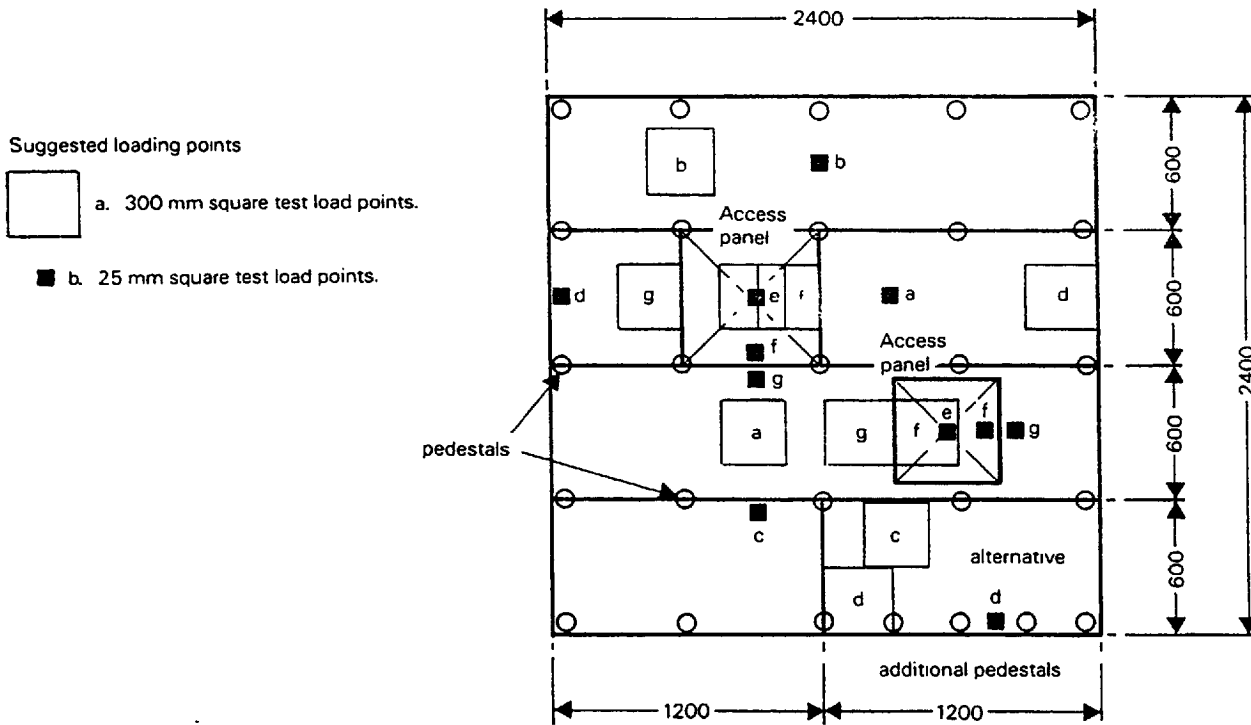 2400
Suggested loading points
a. 300 mm square test load points.
b. 25 mm square test load points.
b
b
600
Access
panel
d
g
e
f
a
d
600
2400
f
Access
panel
g
pedestals
a
g
f
e
f
g
600
c
c
alternative
d
d
600
additional pedestals
1200
1200